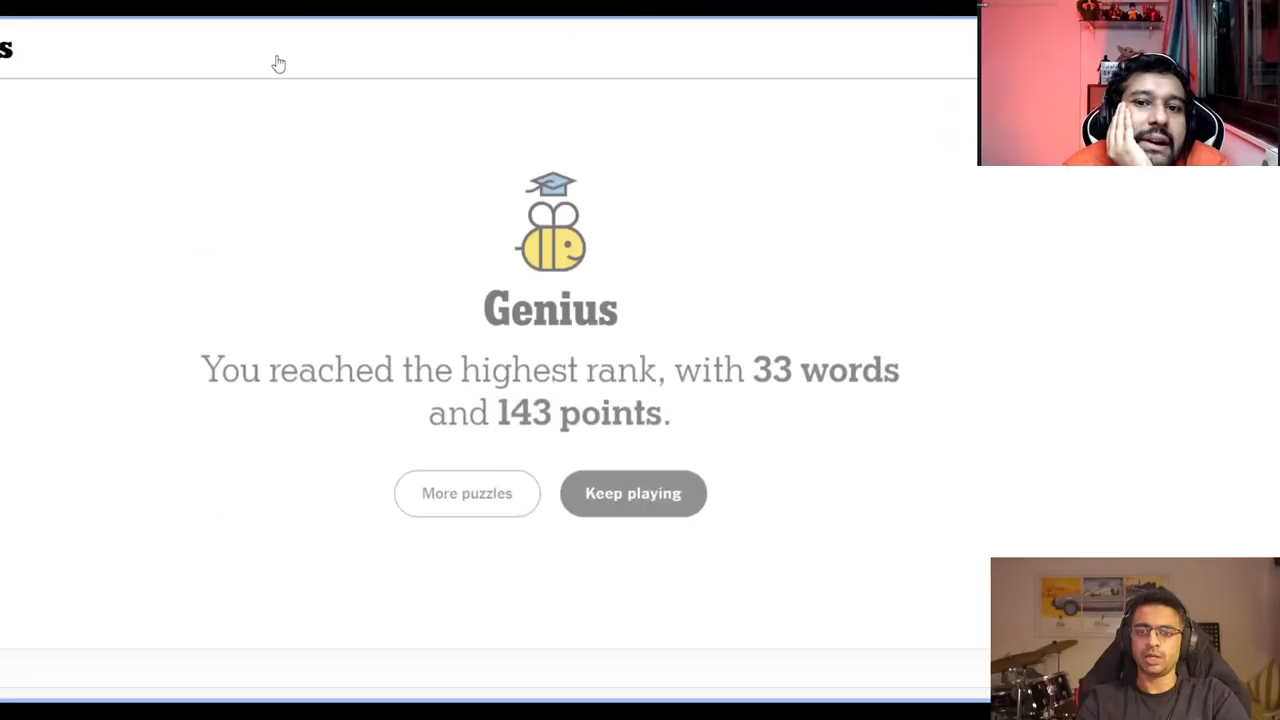 s
Genius
You reached the highest rank, with 33 words
and 143 points.
More puzzles
Keep playing